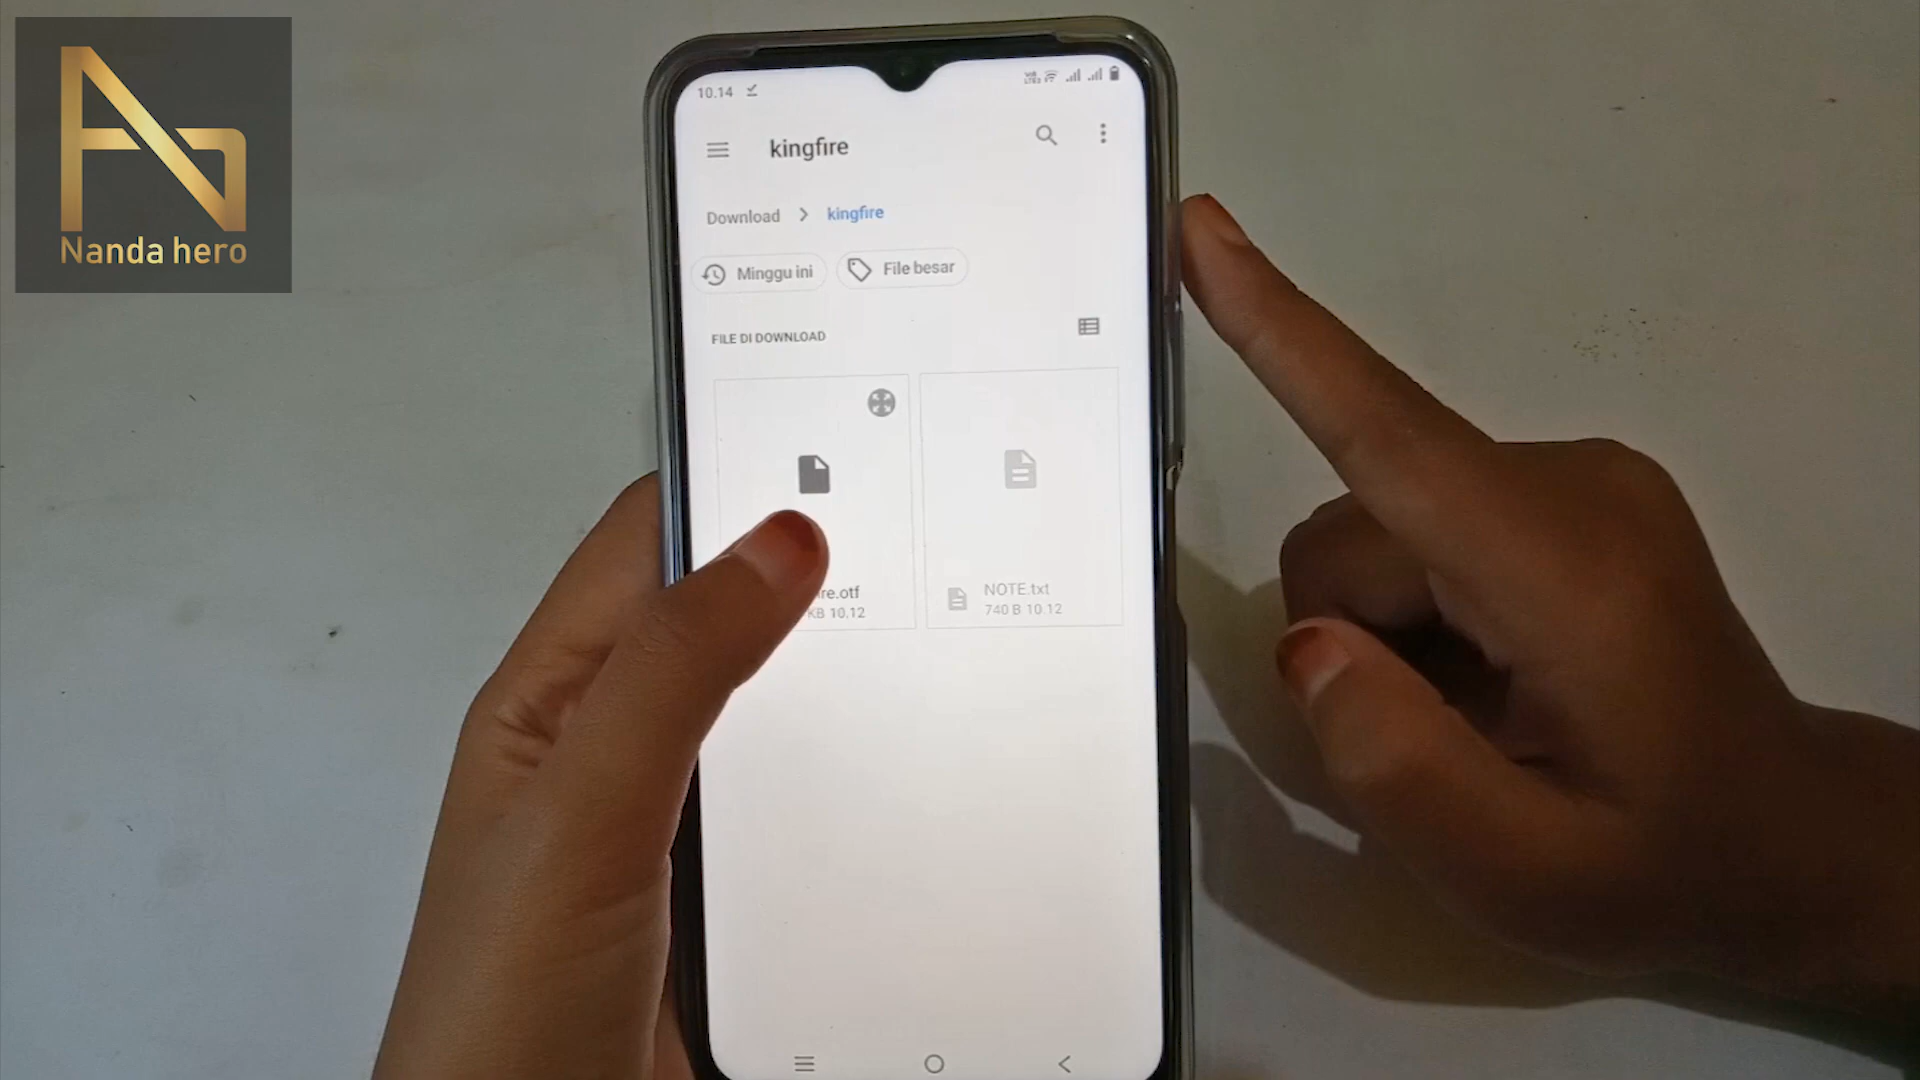 Nanda hero
10.14
kingfire
Download > kingfire
Minggu ini
File besar
FILE DI DOWNLOAD
re.otf
KB 10.12
NOTE.txt
740 B 10.12